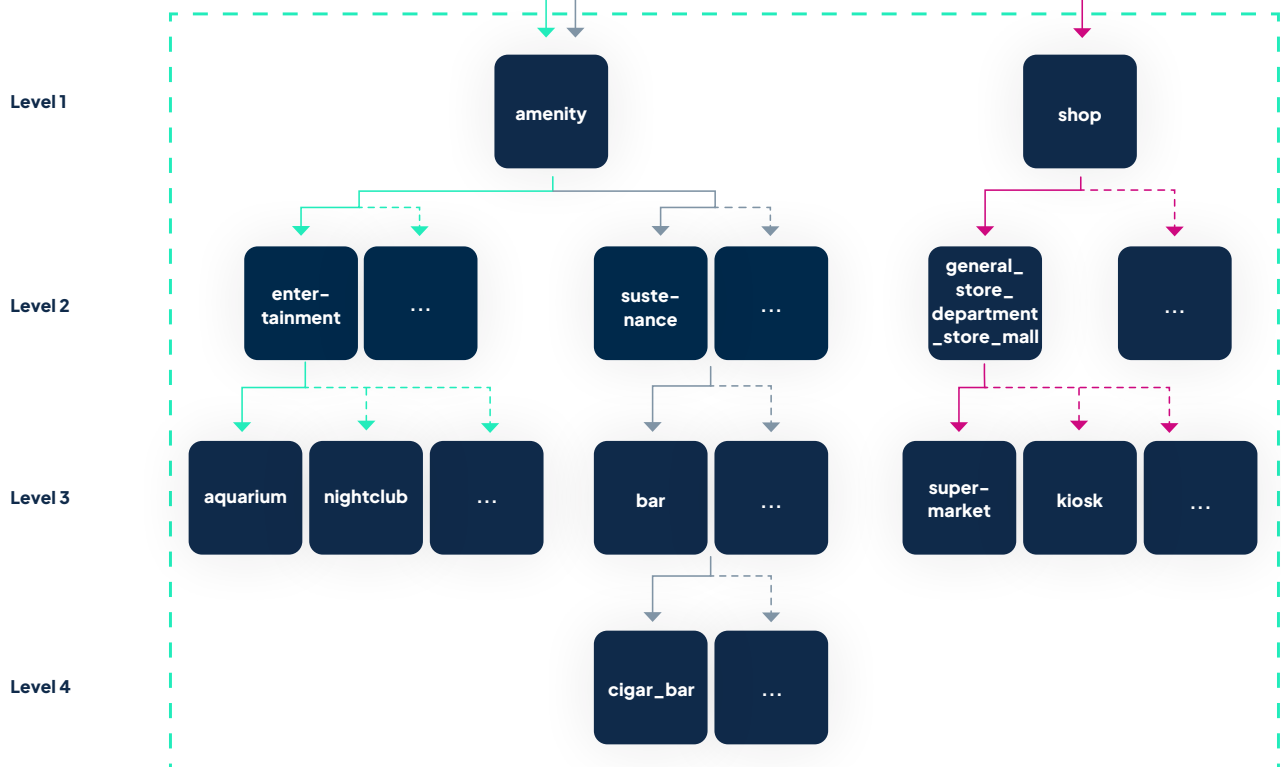 Level 1
amenity
shop
Level 2
enter-
tainment
...
suste-
nance
...
general_
store_
department
_store_mall
...
Level 3
aquarium
nightclub
...
bar
...
super-
market
kiosk
...
Level 4
cigar_bar
...